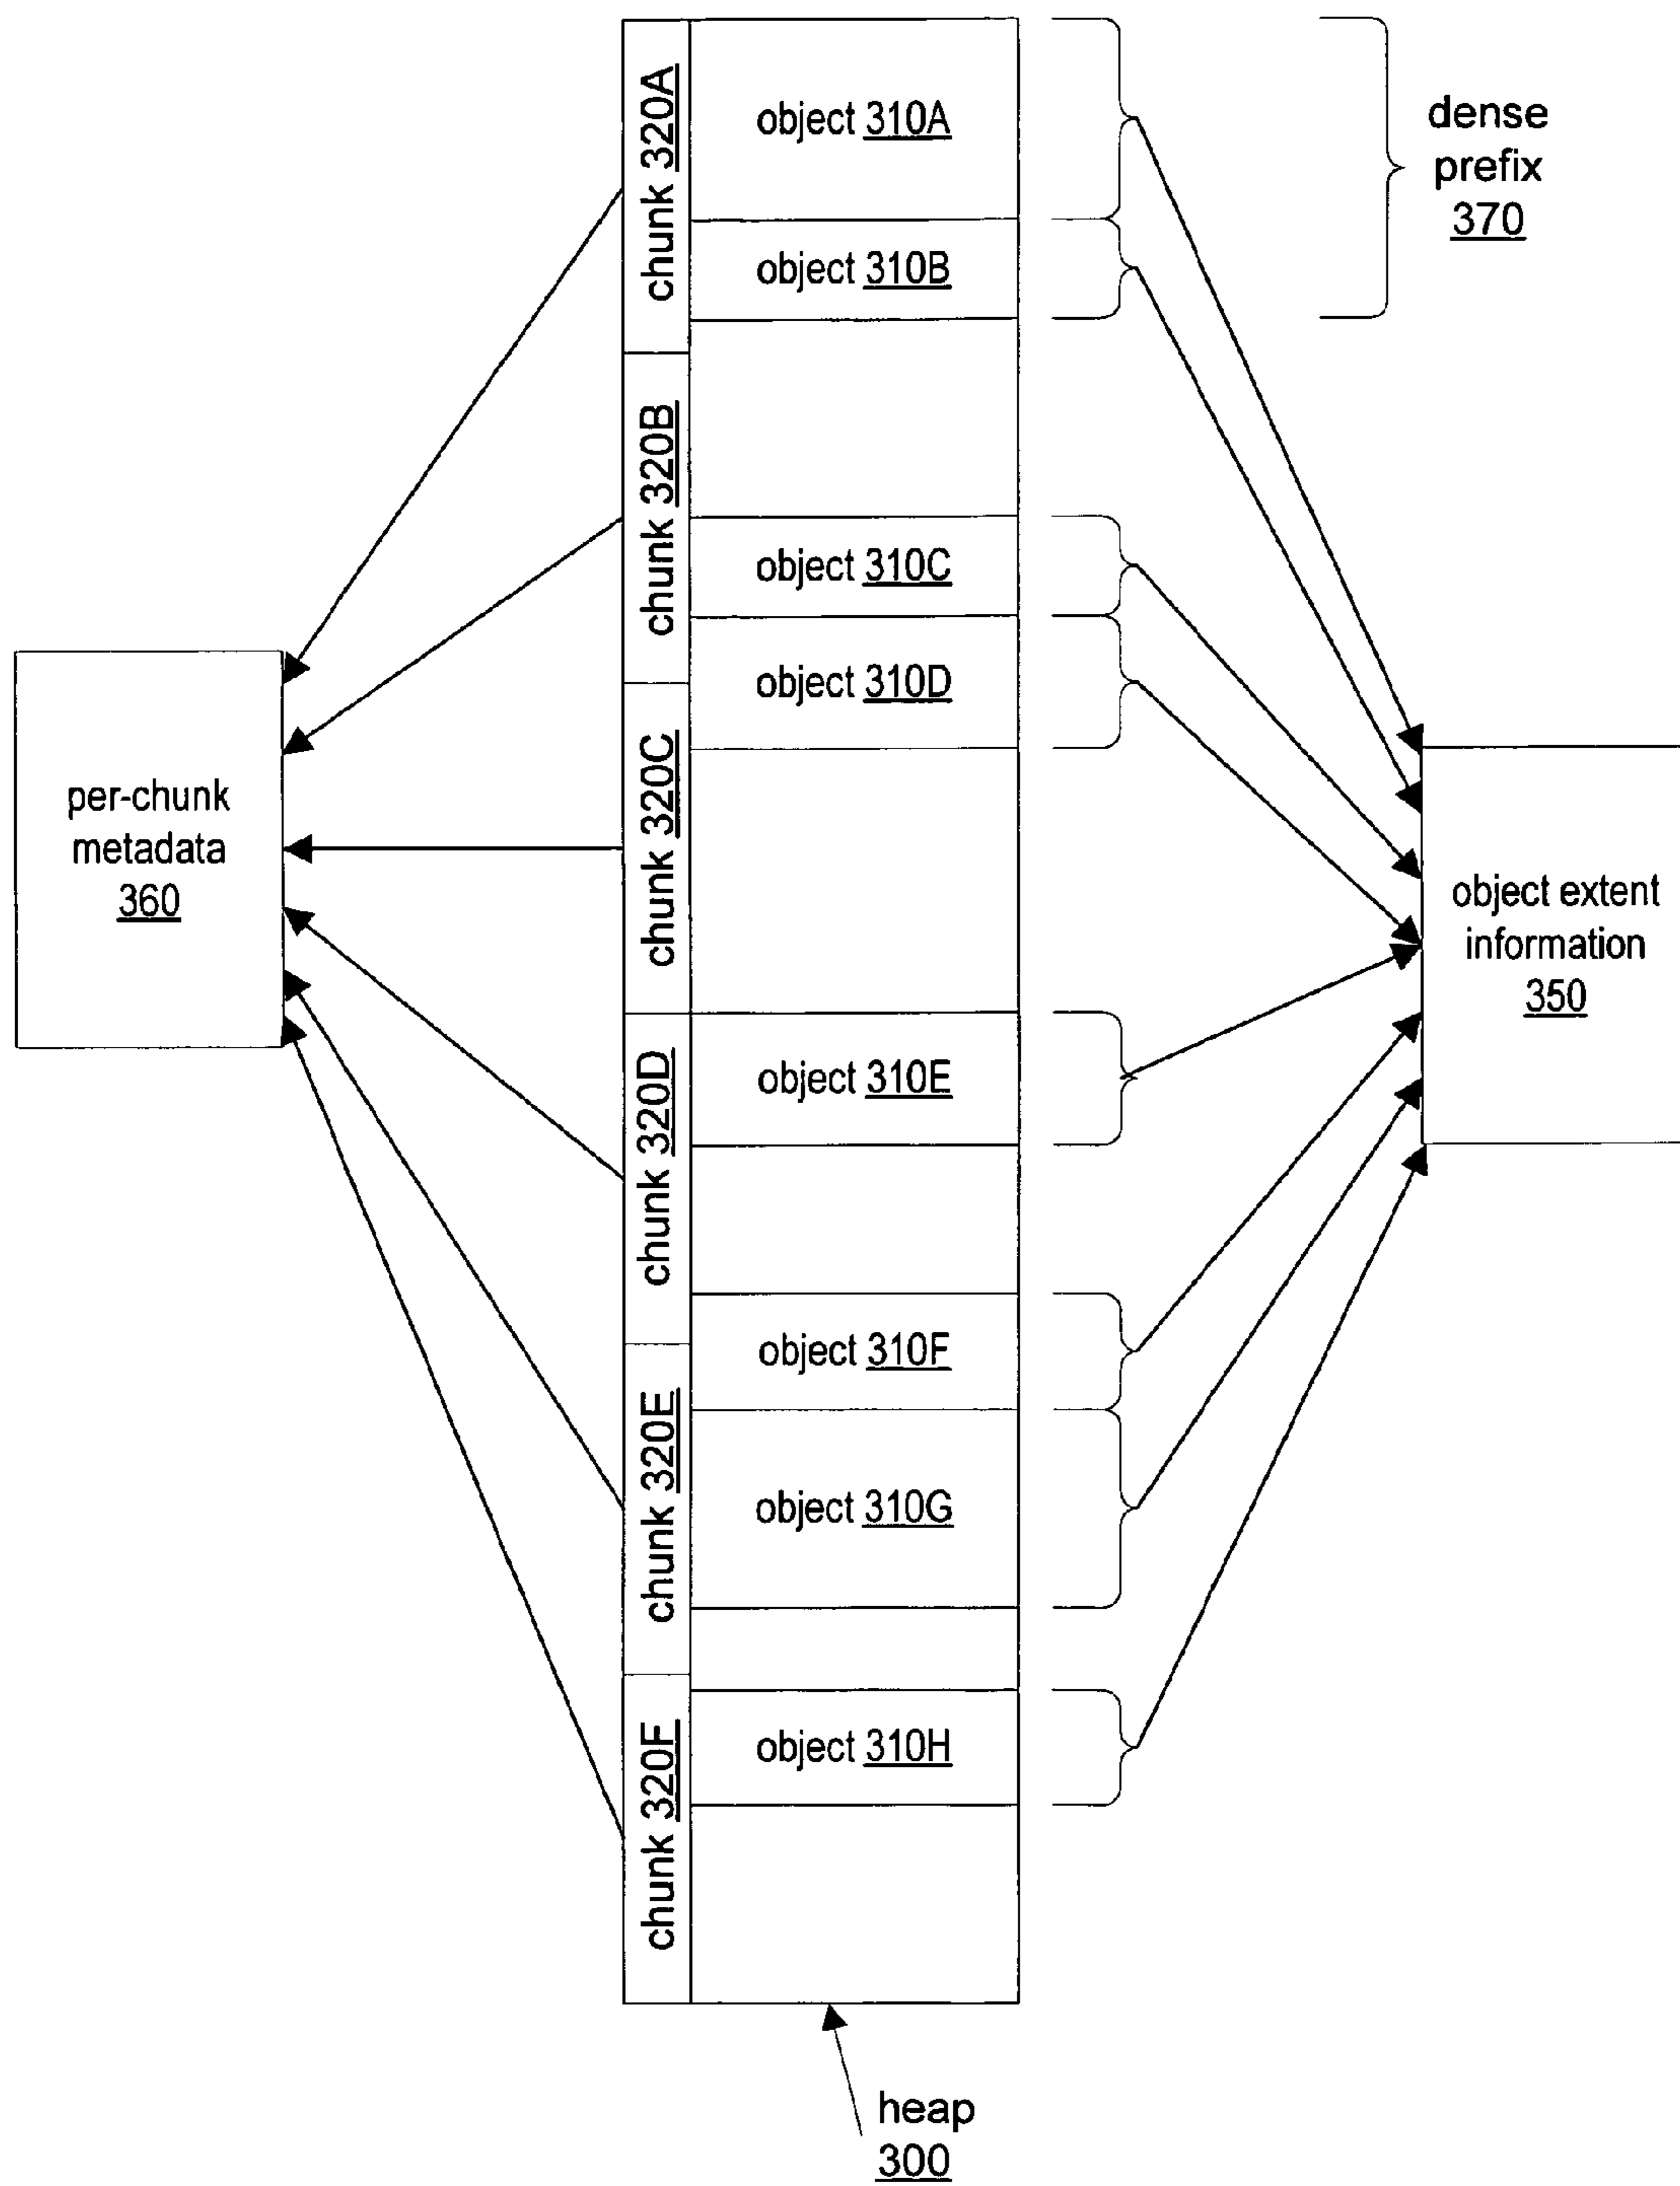 chunk 320A
object 310A
dense
prefix
370
object 310B
chunk 320B
object 310C
object 310D
chunk 320C
per-chunk
metadata
360
object extent
information
350
chunk 320D
object 310E
object 310F
chunk 320E
object 310G
chunk 320F
object 310H
heap
300